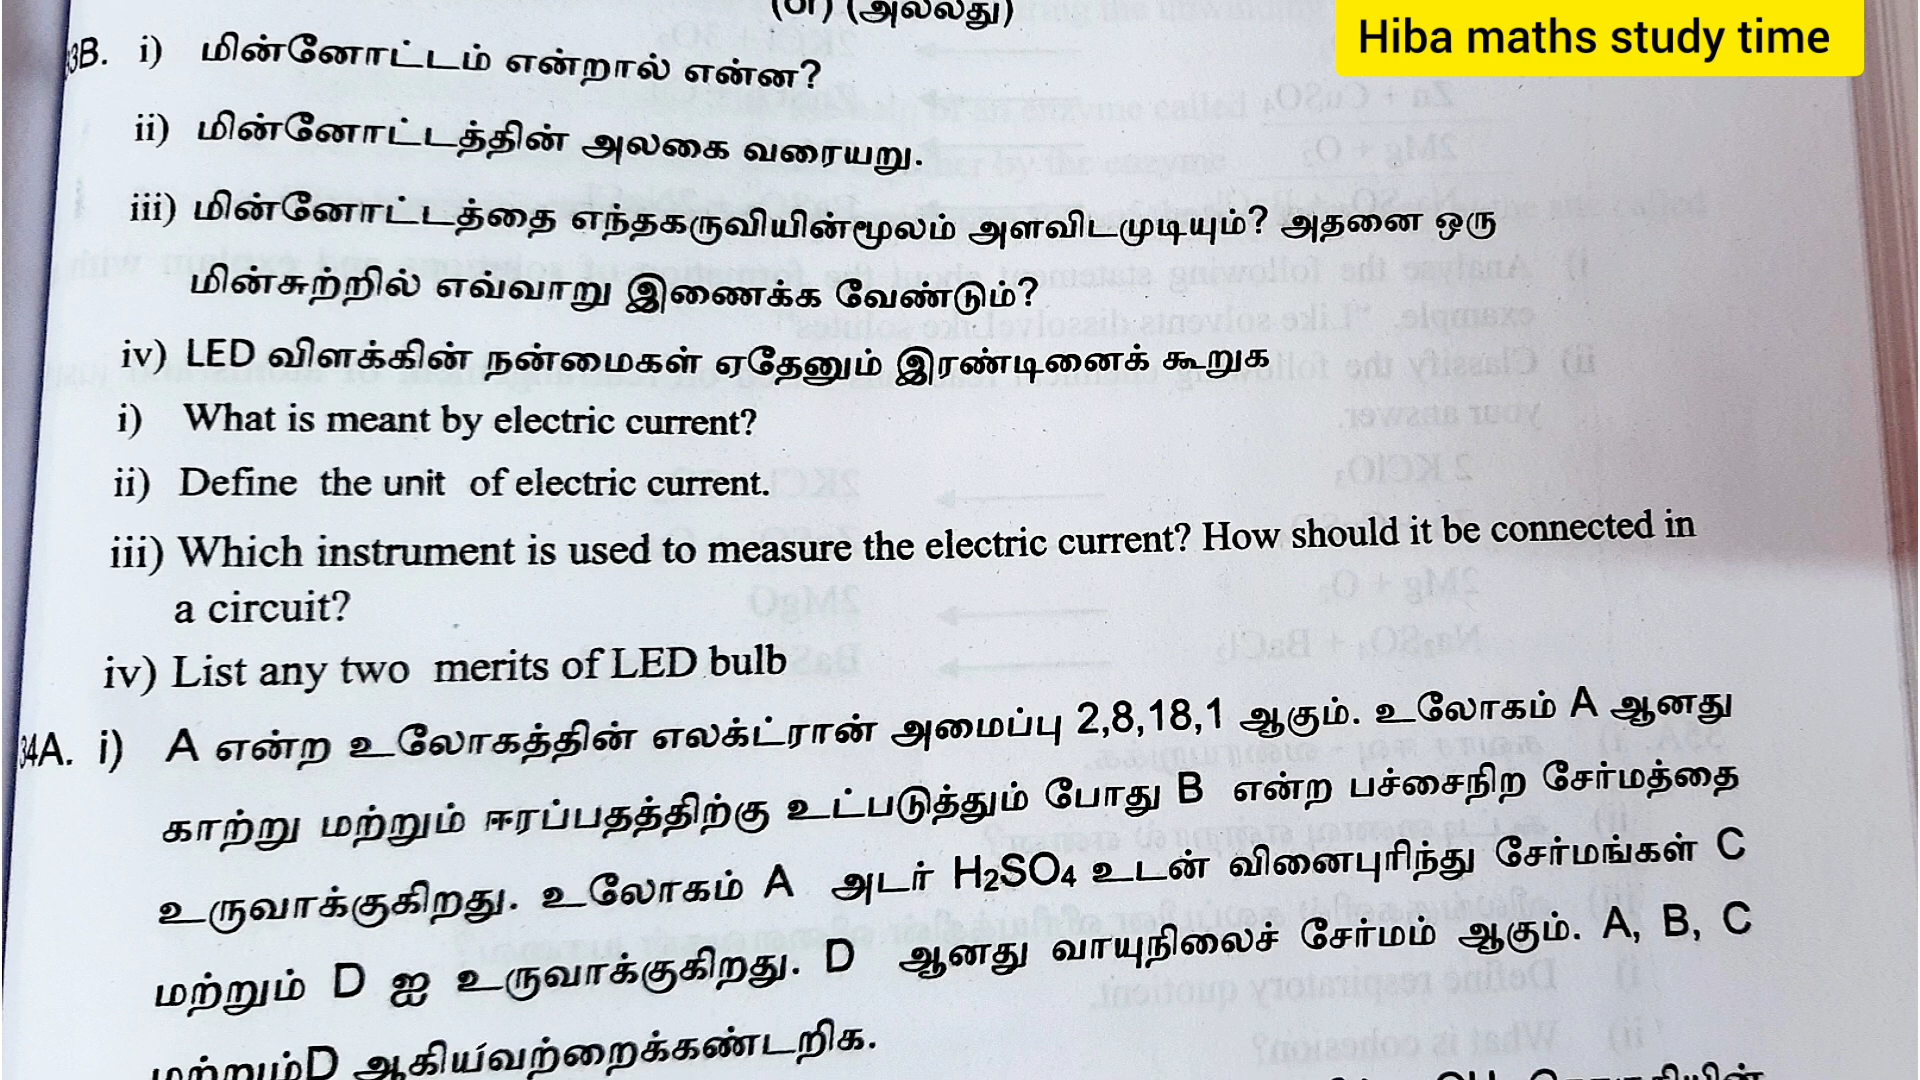 (or) (அல்லது)
Hiba maths study time
33B. i) மின்னோட்டம் என்றால் என்ன?
ii) மின்னோட்டத்தின் அலகை வரையறு.
iii) மின்னோட்டத்தை எந்தகருவியின்மூலம் அளவிடமுடியும்? அதனை ஒரு
மின்சுற்றில் எவ்வாறு இணைக்க வேண்டும்?
iv) LED விளக்கின் நன்மைகள் ஏதேனும் இரண்டினைக் கூறுக
i) What is meant by electric current?
ii) Define the unit of electric current.
iii) Which instrument is used to measure the electric current? How should it be connected in
a circuit?
iv) List any two merits of LED bulb
34A. i) A என்ற உலோகத்தின் எலக்ட்ரான் அமைப்பு 2,8,18,1 ஆகும். உலோகம் A ஆனது
காற்று மற்றும் ஈரப்பதத்திற்கு உட்படுத்தும் போது B என்ற பச்சைநிற சேர்மத்தை
உருவாக்குகிறது. உலோகம் A அடர் H₂SO₄ உடன் வினைபுரிந்து சேர்மங்கள் C
மற்றும் D ஐ உருவாக்குகிறது. D ஆனது வாயுநிலைச் சேர்மம் ஆகும். A, B, C
மற்றும்D ஆகியவற்றைக்கண்டறிக.